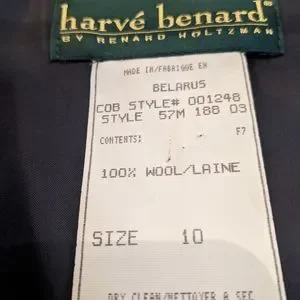 harvé benard®
BY BENARD HOLTZMAN
MADE IN/FABRIQUE EN
BELARUS
COB STYLE# 001248
STYLE 57M 188 03
CONTENTS: F7
100% WOOL/LAINE
SIZE 10
DRY CLEAN/NETTOYER A SEC